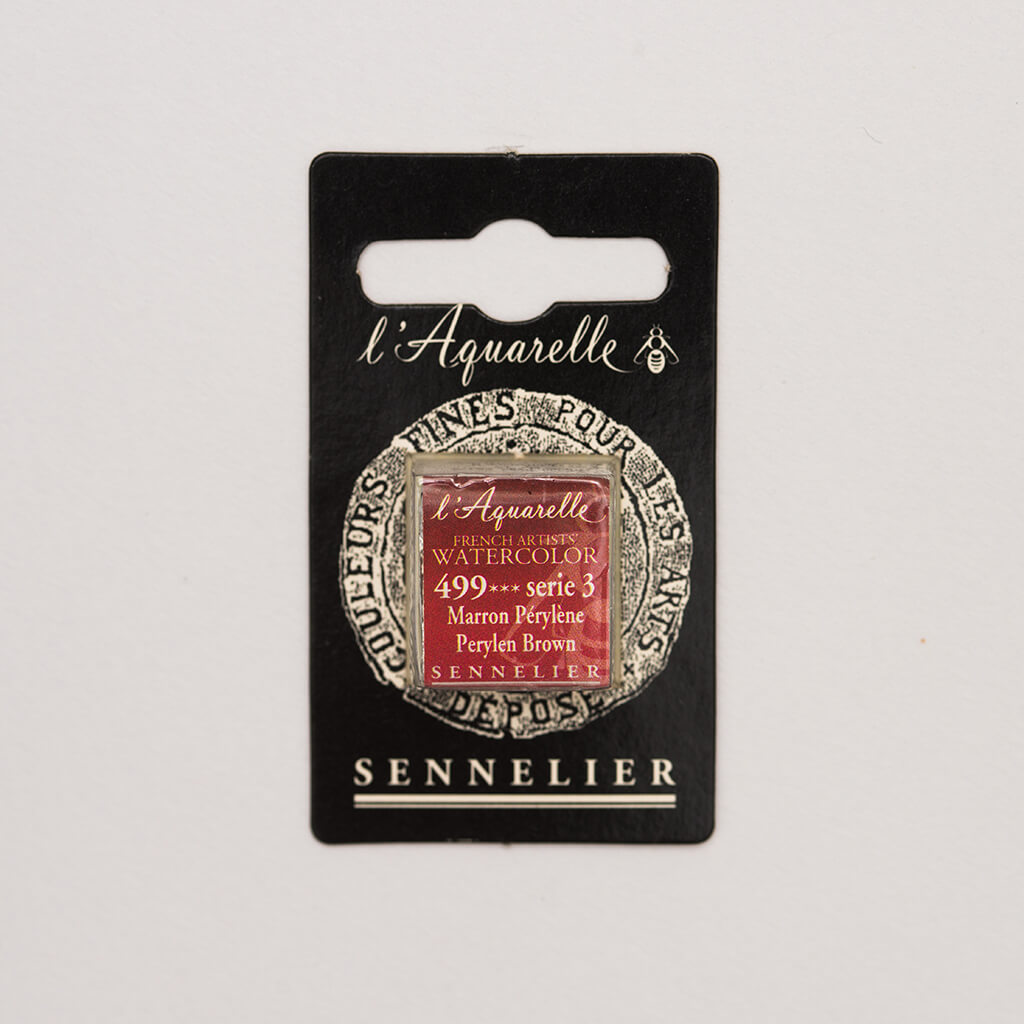 l'Aquarelle
COULEURS FINES POUR LES ARTS
DÉPOSÉ
l'Aquarelle
FRENCH ARTISTS'
WATERCOLOR
499*** serie 3
Marron Pérylène
Perylen Brown
SENNELIER
SENNELIER